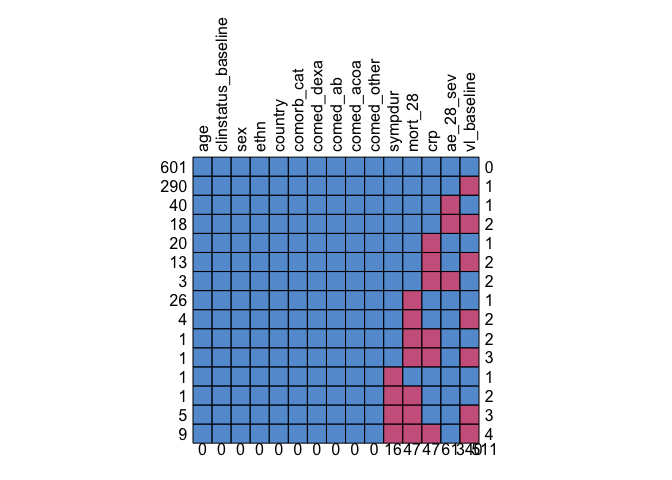 age
clinstatus_baseline
sex
ethn
country
comorb_cat
comed_dexa
comed_ab
comed_acoa
comed_other
sympdur
mort_28
crp
ae_28_sev
vl_baseline
601 0
290 1
40 1
18 2
20 1
13 2
3 2
26 1
4 2
1 2
1 3
1 1
1 2
5 3
9 4
0 0 0 0 0 0 0 0 0 0 16 47 47 61 340 511